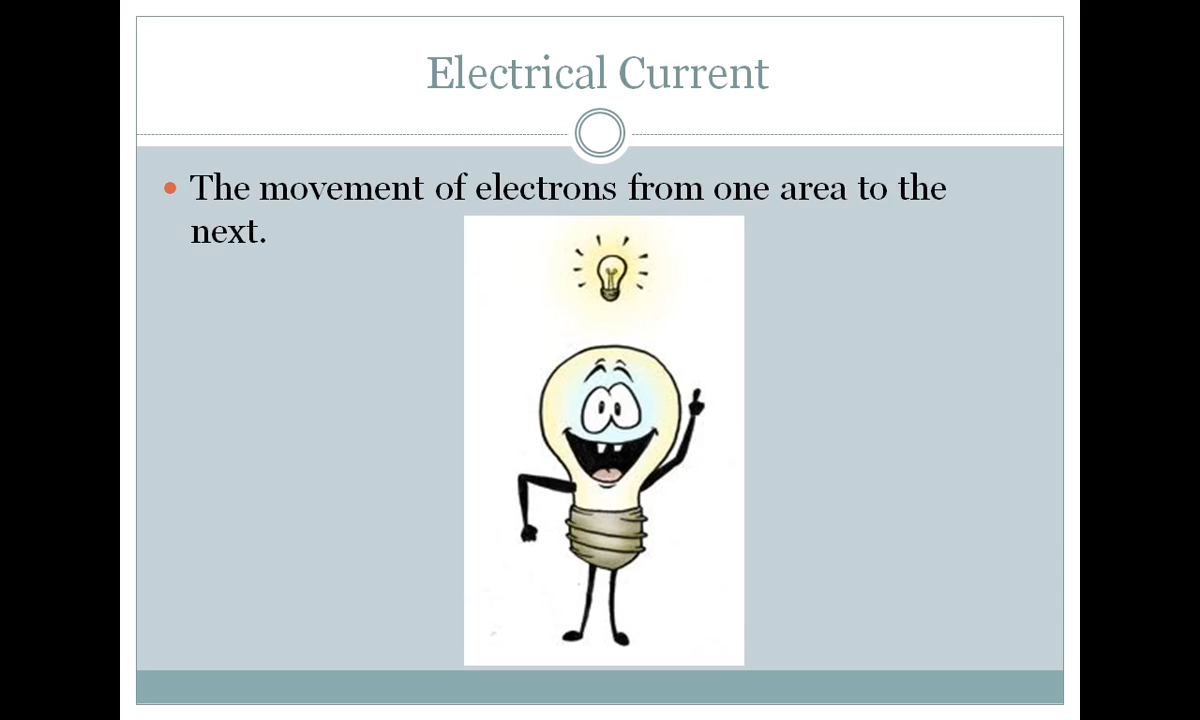 Electrical Current
The movement of electrons from one area to the
next.